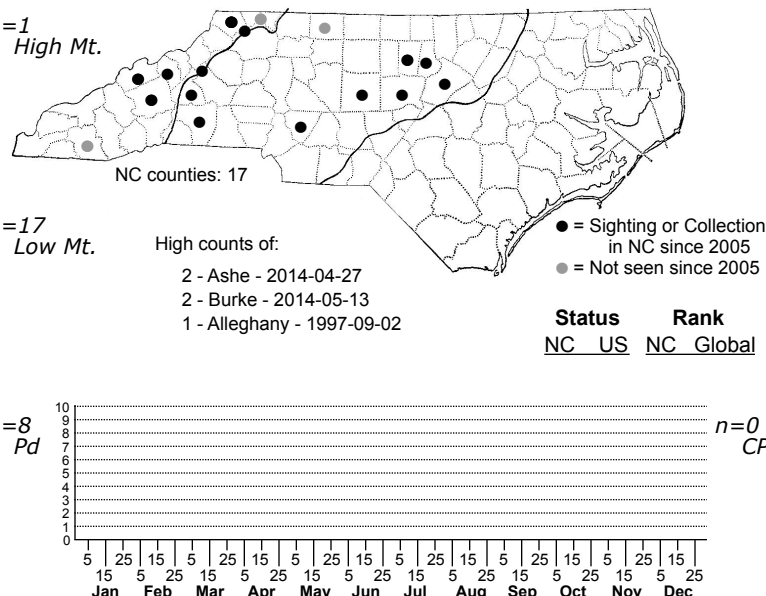 =1
High Mt.
NC counties: 17
=17
Low Mt.
High counts of:
2 - Ashe - 2014-04-27
2 - Burke - 2014-05-13
1 - Alleghany - 1997-09-02
● = Sighting or Collection
in NC since 2005
● = Not seen since 2005
Status Rank
NC US NC Global
=8
Pd
n=0
CP
10
9
8
7
6
5
4
3
2
1
0
5 25 15 5 25 15 5 25 15 5 25 15 5 25 15 5 25 15
15 5 25 15 5 25 15 5 25 15 5 25 15 5 25 15 5 25
Jan Feb Mar Apr May Jun Jul Aug Sep Oct Nov Dec